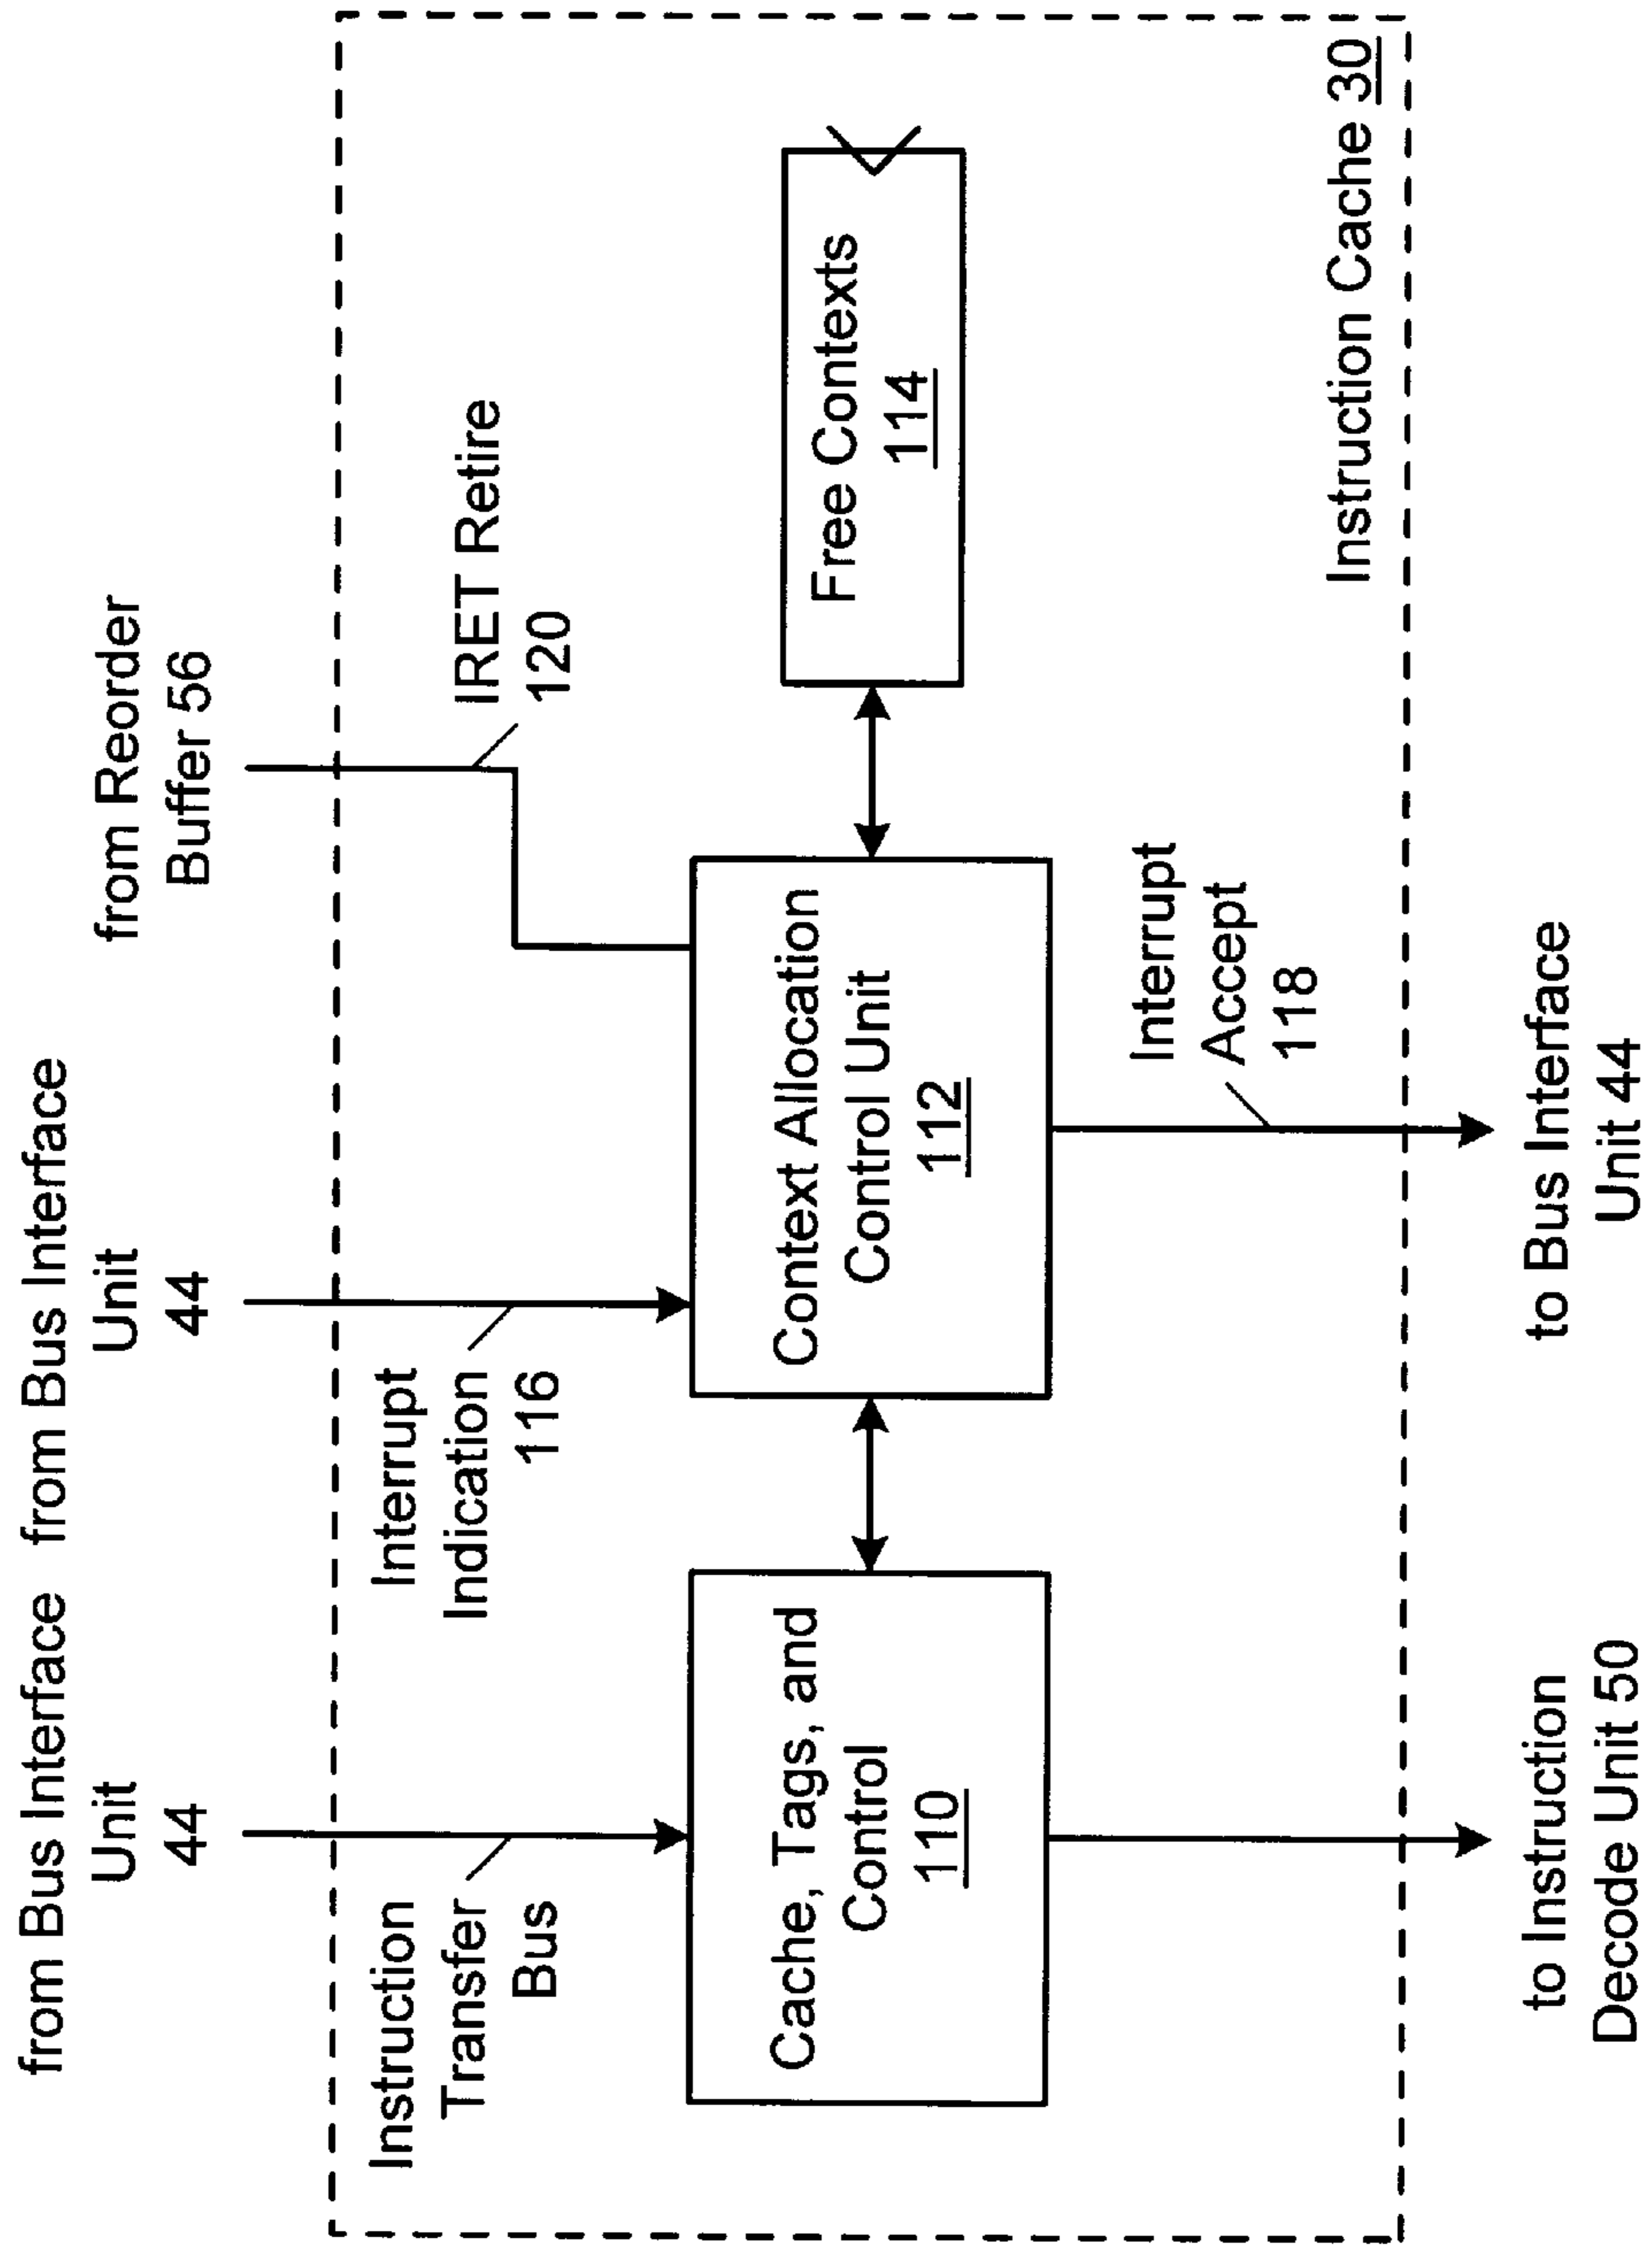 from Bus Interface
Unit
44
from Bus Interface
Unit
44
from Reorder
Buffer 56
Instruction
Transfer
Bus
Interrupt
Indication
116
IRET Retire
120
Cache, Tags, and
Control
110
Context Allocation
Control Unit
112
Free Contexts
114
Interrupt
Accept
118
Instruction Cache 30
to Instruction
Decode Unit 50
to Bus Interface
Unit 44